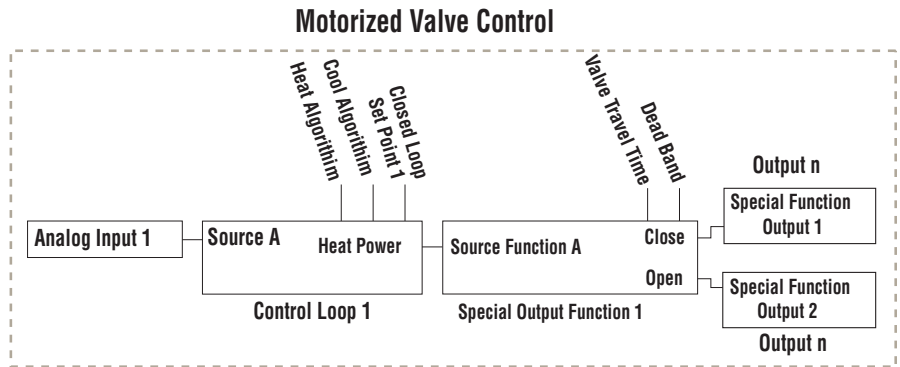 Motorized Valve Control
Heat Algorithim
Cool Algorithim
Set Point 1
Closed Loop
Valve Travel Time
Dead Band
Output n
Analog Input 1
Source A
Heat Power
Control Loop 1
Source Function A
Close
Open
Special Output Function 1
Special Function
Output 1
Special Function
Output 2
Output n